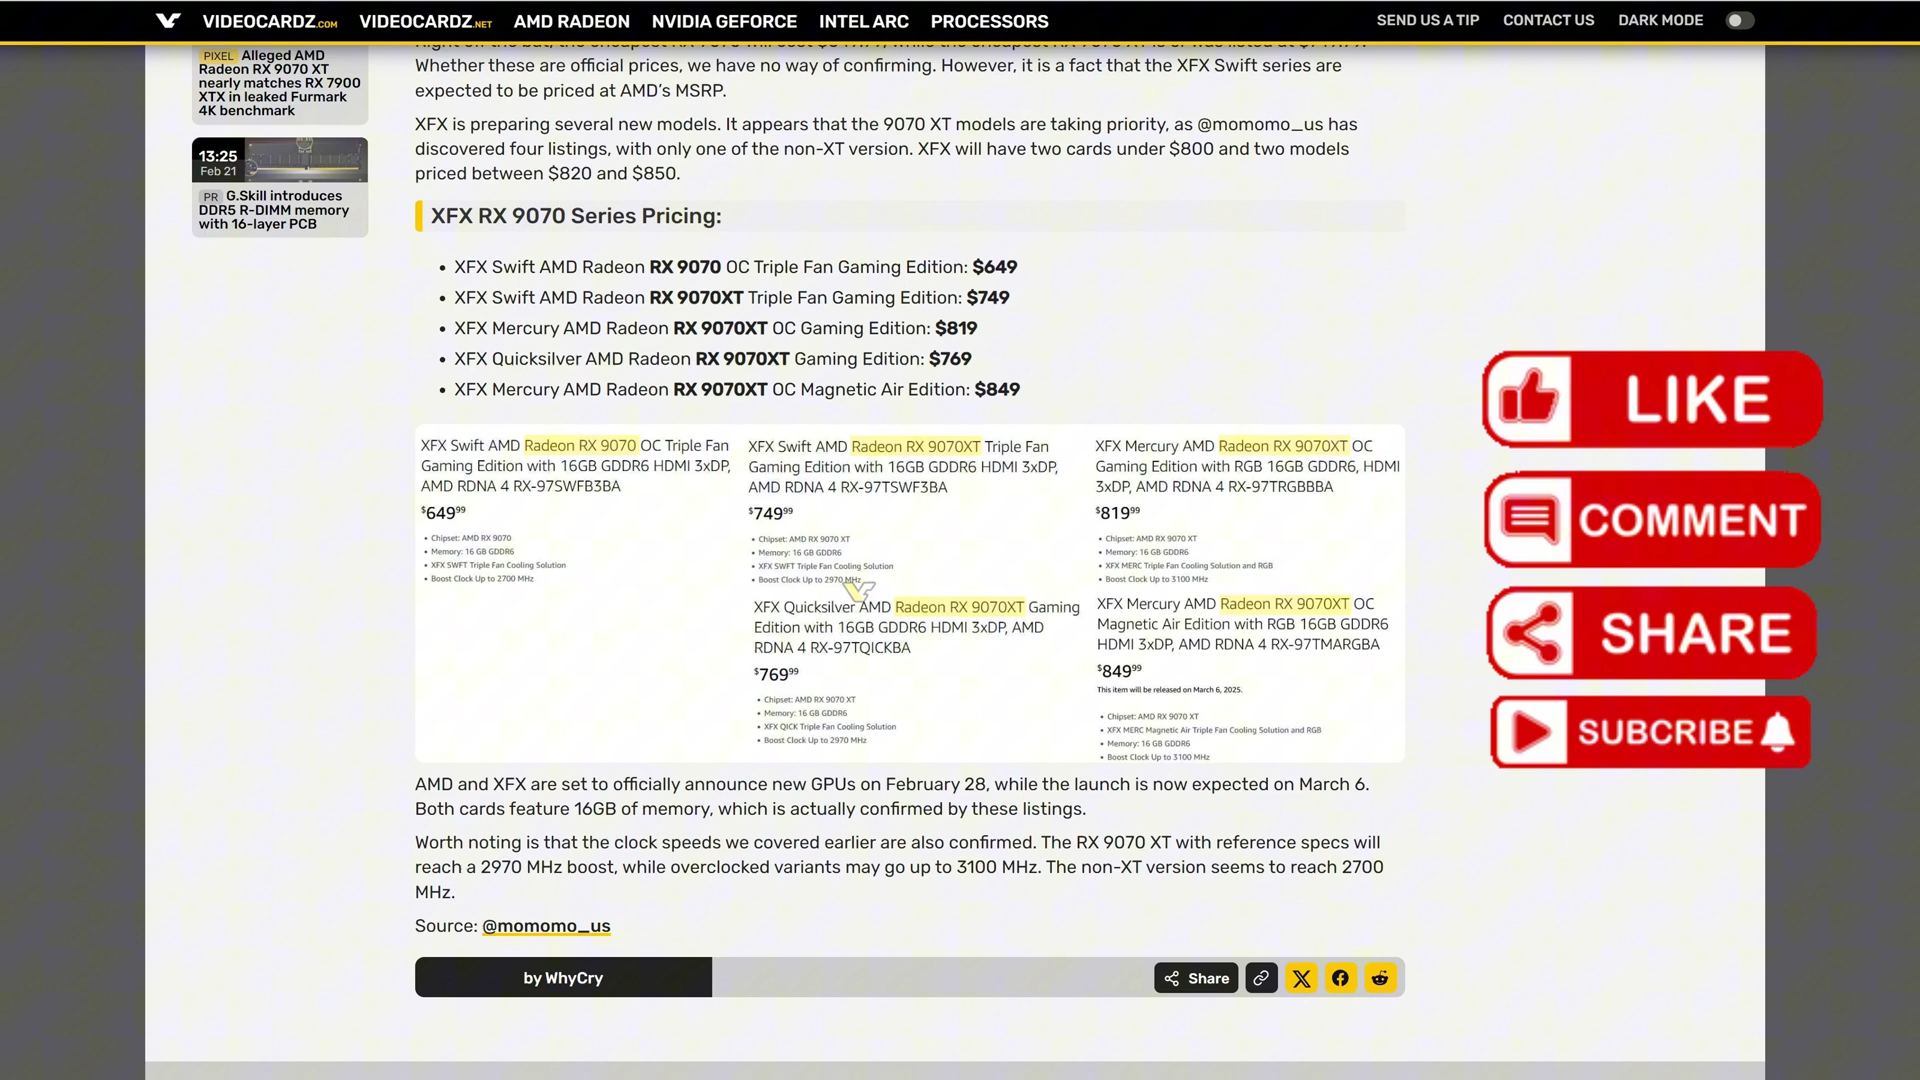 VIDEOCARDZ.COM VIDEOCARDZ.NET AMD RADEON NVIDIA GEFORCE INTEL ARC PROCESSORS SEND US A TIP CONTACT US DARK MODE
PIXEL Alleged AMD
Radeon RX 9070 XT
nearly matches RX 7900
XTX in leaked Furmark
4K benchmark
13:25
Feb 21
PR G.Skill introduces
DDR5 R-DIMM memory
with 16-layer PCB
Whether these are official prices, we have no way of confirming. However, it is a fact that the XFX Swift series are
expected to be priced at AMD's MSRP.
XFX is preparing several new models. It appears that the 9070 XT models are taking priority, as @momomo_us has
discovered four listings, with only one of the non-XT version. XFX will have two cards under $800 and two models
priced between $820 and $850.
XFX RX 9070 Series Pricing:
• XFX Swift AMD Radeon RX 9070 OC Triple Fan Gaming Edition: $649
• XFX Swift AMD Radeon RX 9070XT Triple Fan Gaming Edition: $749
• XFX Mercury AMD Radeon RX 9070XT OC Gaming Edition: $819
• XFX Quicksilver AMD Radeon RX 9070XT Gaming Edition: $769
• XFX Mercury AMD Radeon RX 9070XT OC Magnetic Air Edition: $849
XFX Swift AMD Radeon RX 9070 OC Triple Fan
Gaming Edition with 16GB GDDR6 HDMI 3xDP,
AMD RDNA 4 RX-97SWFB3BA
$649.99
• Chipset: AMD RX 9070
• Memory: 16 GB GDDR6
• XFX SWFT Triple Fan Cooling Solution
• Boost Clock Up to 2700 MHz
XFX Swift AMD Radeon RX 9070XT Triple Fan
Gaming Edition with 16GB GDDR6 HDMI 3xDP,
AMD RDNA 4 RX-97TSWF3BA
$749.99
• Chipset: AMD RX 9070 XT
• Memory: 16 GB GDDR6
• XFX SWFT Triple Fan Cooling Solution
• Boost Clock Up to 2970 MHz
XFX Mercury AMD Radeon RX 9070XT OC
Gaming Edition with RGB 16GB GDDR6, HDMI
3xDP, AMD RDNA 4 RX-97TRGBBBA
$819.99
• Chipset: AMD RX 9070 XT
• Memory: 16 GB GDDR6
• XFX MERC Triple Fan Cooling Solution and RGB
• Boost Clock Up to 3100 MHz
XFX Quicksilver AMD Radeon RX 9070XT Gaming
Edition with 16GB GDDR6 HDMI 3xDP, AMD
RDNA 4 RX-97TQICKBA
$769.99
• Chipset: AMD RX 9070 XT
• Memory: 16 GB GDDR6
• XFX QICK Triple Fan Cooling Solution
• Boost Clock Up to 2970 MHz
XFX Mercury AMD Radeon RX 9070XT OC
Magnetic Air Edition with RGB 16GB GDDR6
HDMI 3xDP, AMD RDNA 4 RX-97TMARGBA
$849.99
This item will be released on March 6, 2025.
• Chipset: AMD RX 9070 XT
• XFX MERC Magnetic Air Triple Fan Cooling Solution and RGB
• Memory: 16 GB GDDR6
• Boost Clock Up to 3100 MHz
AMD and XFX are set to officially announce new GPUs on February 28, while the launch is now expected on March 6.
Both cards feature 16GB of memory, which is actually confirmed by these listings.
Worth noting is that the clock speeds we covered earlier are also confirmed. The RX 9070 XT with reference specs will
reach a 2970 MHz boost, while overclocked variants may go up to 3100 MHz. The non-XT version seems to reach 2700
MHz.
Source: @momomo_us
by WhyCry
Share
LIKE
COMMENT
SHARE
SUBCRIBE